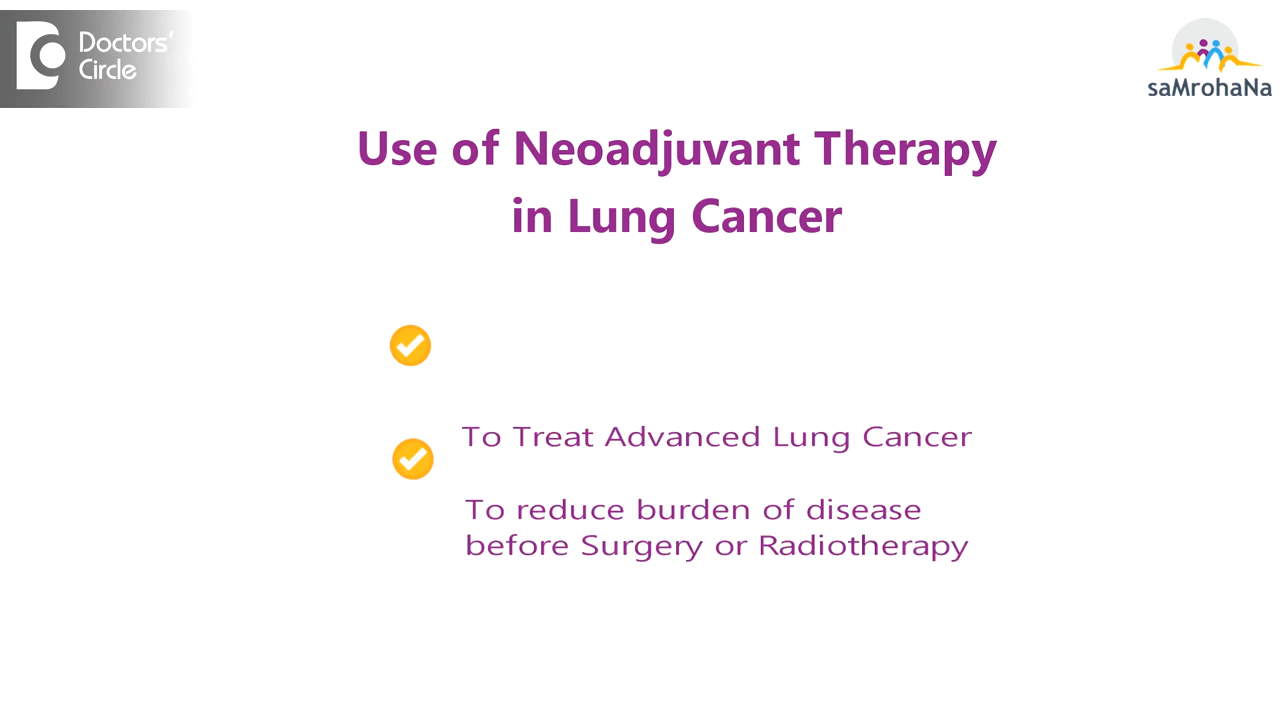 Doctors'
Circle
saMrohaNa
Use of Neoadjuvant Therapy
in Lung Cancer
To Treat Advanced Lung Cancer
To reduce burden of disease
before Surgery or Radiotherapy